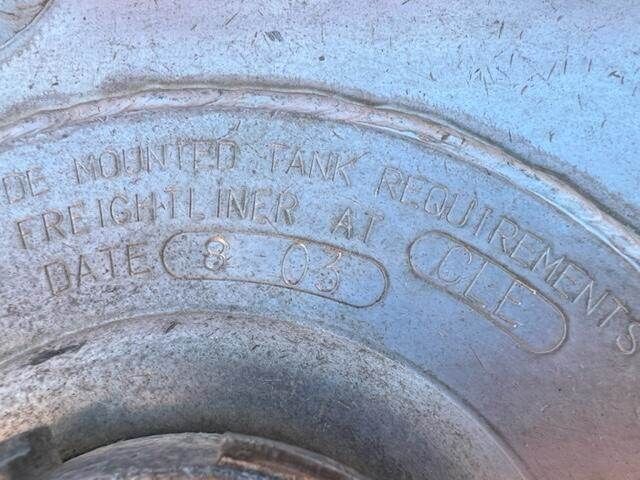 DE MOUNTED TANK REQUIREMENTS
FREIGHTLINER AT CLE
DATE 8 03